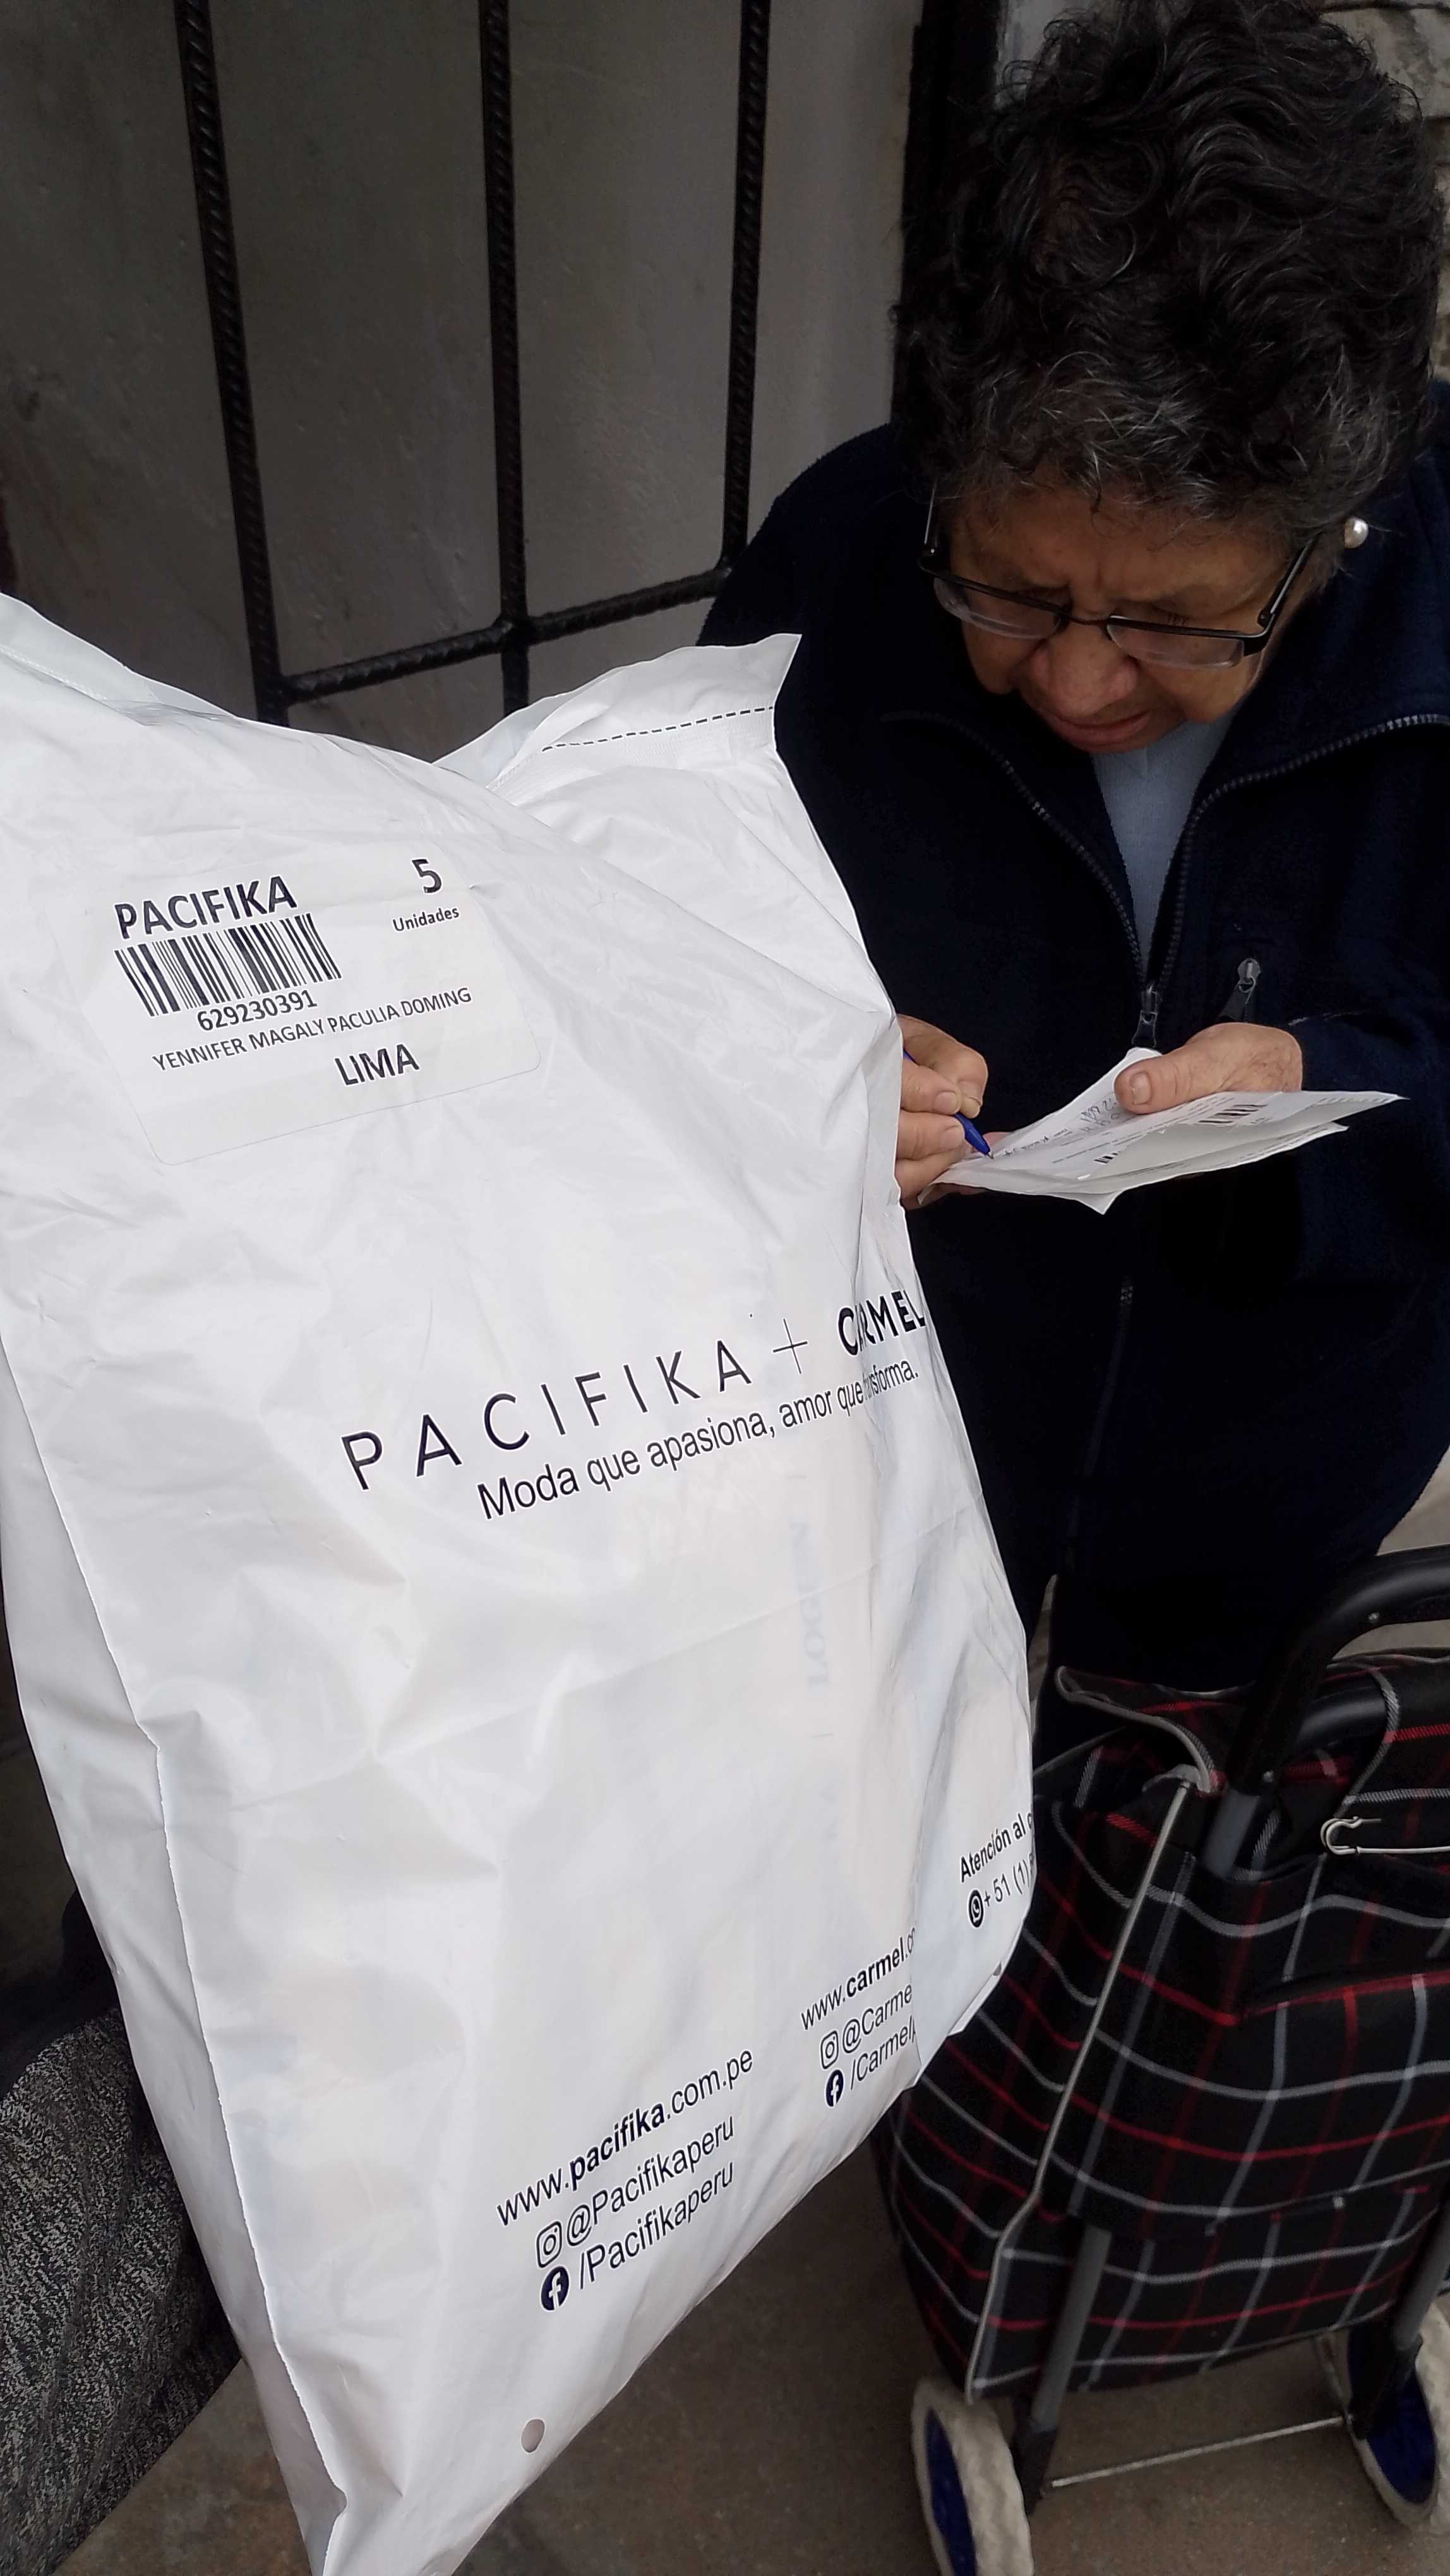 PACIFIKA
5
Unidades
629230391
YENNIFER MAGALY PACULIA DOMING
LIMA
PACIFIKA + CARMEL
Moda que apasiona, amor que
www.pacifika.com.pe
@Pacifikaperu
/Pacifikaperu
www.carmel.
@Carme
/Carmel
Atención al
+ 51 (1)